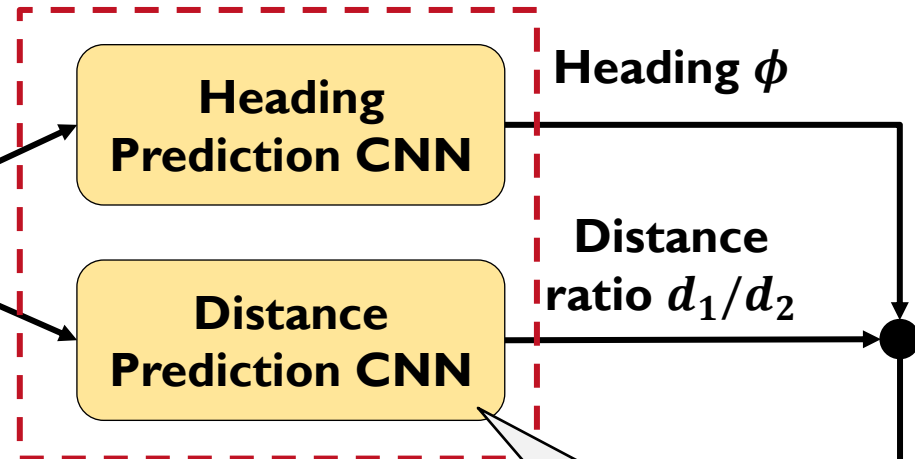 Heading
Prediction CNN
Heading ϕ
Distance
ratio d₁/d₂
Distance
Prediction CNN